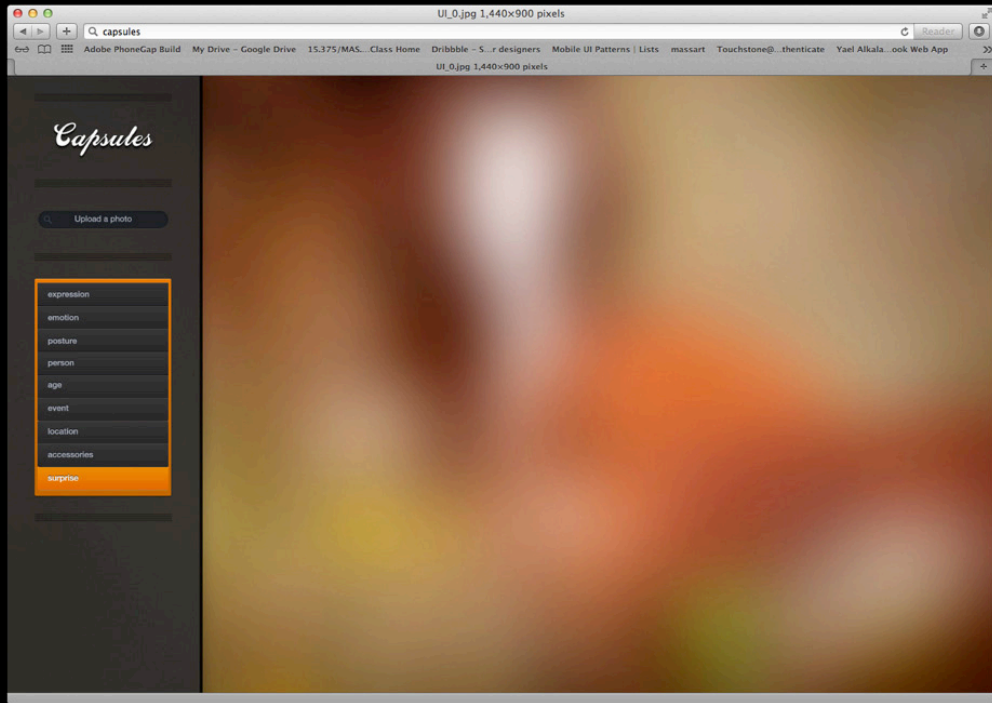 UI_0.jpg 1,440×900 pixels
capsules
Reader
Adobe PhoneGap Build My Drive – Google Drive 15.375/MAS....Class Home Dribbble – S...r designers Mobile UI Patterns | Lists massart Touchstone@...thenticate Yael Alkala...ook Web App
UI_0.jpg 1,440×900 pixels
Capsules
Upload a photo
expression
emotion
posture
person
age
event
location
accessories
surprise